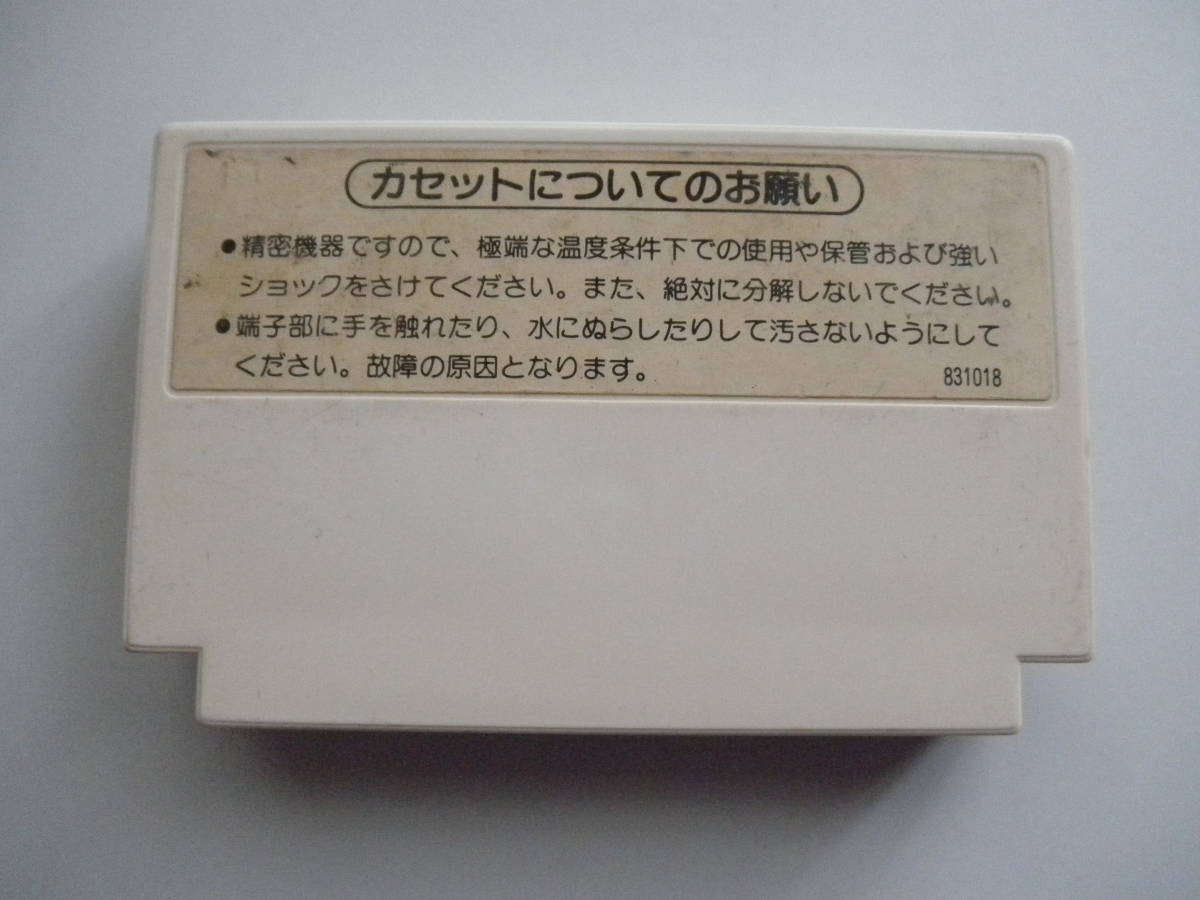 カセットについてのお願い
●精密機器ですので、極端な温度条件下での使用や保管および強い
ショックをさけてください。また、絶対に分解しないでください。
●端子部に手を触れたり、水にぬらしたりして汚さないようにして
ください。故障の原因となります。
831018